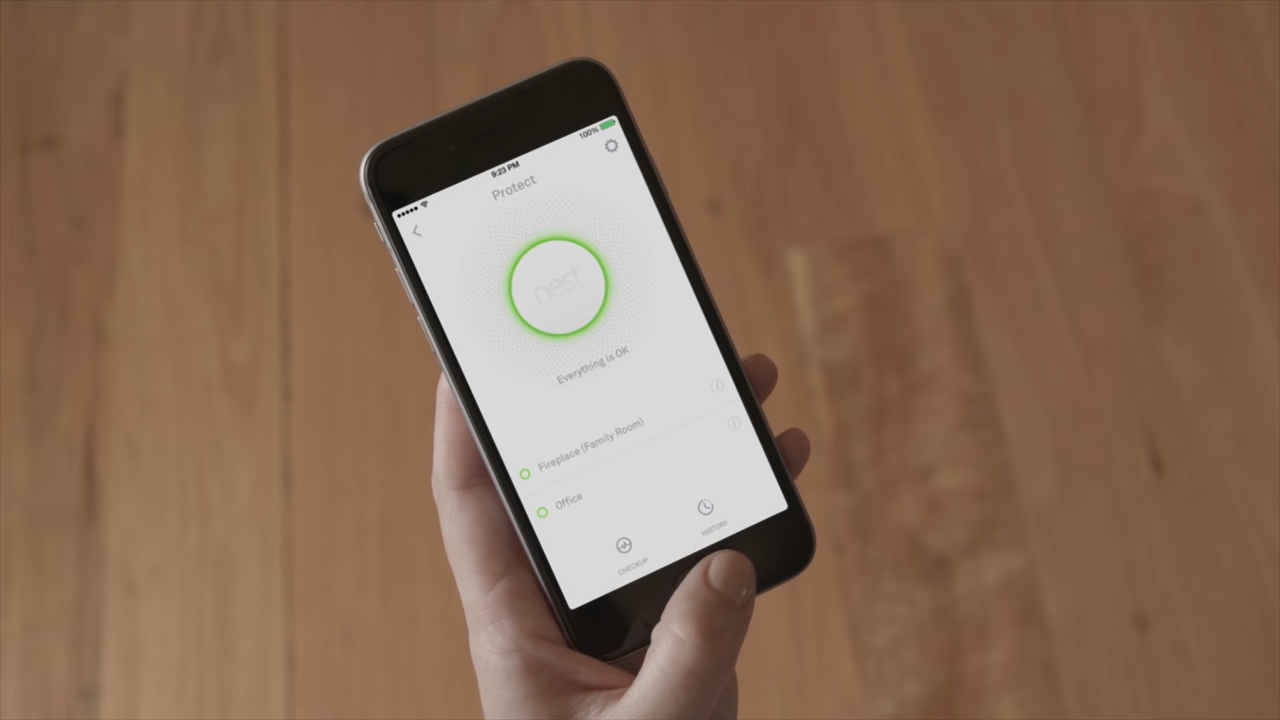 100%
9:23 PM
Protect
nest
Everything is OK
Fireplace (Family Room)
Office
CHECKUP
HISTORY